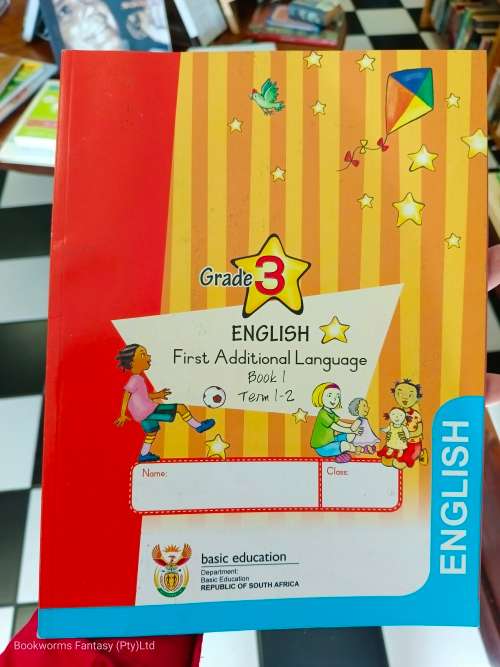 Grade 3
ENGLISH
First Additional Language
Book 1
Term 1-2
Name:
Class:
ENGLISH
basic education
Department:
Basic Education
REPUBLIC OF SOUTH AFRICA
Bookworms Fantasy (Pty)Ltd